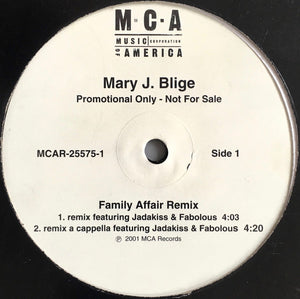 M·C·A
MUSIC CORPORATION
OF AMERICA
Mary J. Blige
Promotional Only - Not For Sale
MCAR-25575-1 Side 1
Family Affair Remix
1. remix featuring Jadakiss & Fabolous 4:03
2. remix a cappella featuring Jadakiss & Fabolous 4:20
℗ 2001 MCA Records